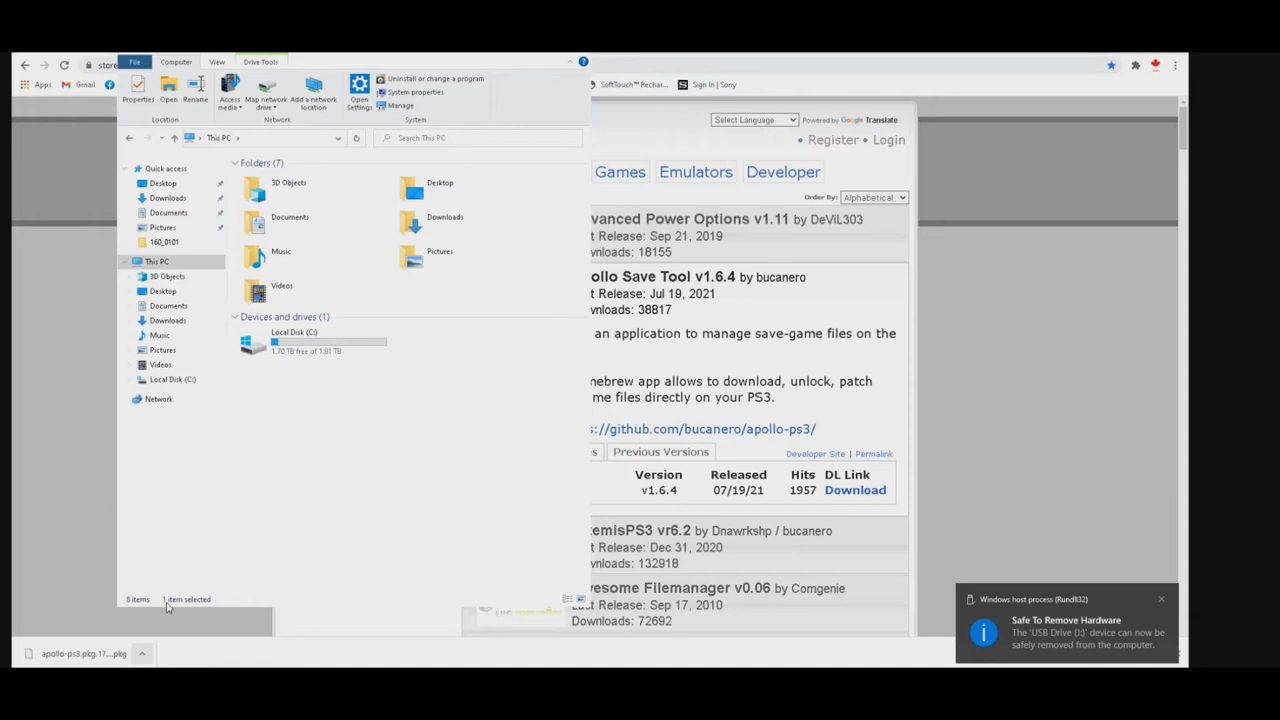 store
File
Computer
View
Drive Tools
Apps
Gmail
Properties
Open
Rename
Access media
Map network drive
Add a network location
Open Settings
Uninstall or change a program
System properties
Manage
Location
Network
System
This PC
Search This PC
Quick access
Desktop
Downloads
Documents
Pictures
160_0101
This PC
3D Objects
Desktop
Documents
Downloads
Music
Pictures
Videos
Local Disk (C:)
Network
Folders (7)
3D Objects
Desktop
Documents
Downloads
Music
Pictures
Videos
Devices and drives (1)
Local Disk (C:)
1.70 TB free of 1.81 TB
8 items
1 item selected
SoftTouch™ Rechar...
Sign In | Sony
Select Language
Powered by Google Translate
• Register • Login
Games
Emulators
Developer
Order By: Alphabetical
vanced Power Options v1.11 by DeViL303
Last Release: Sep 21, 2019
wnloads: 18155
ollo Save Tool v1.6.4 by bucanero
t Release: Jul 19, 2021
wnloads: 38817
an application to manage save-game files on the
mebrew app allows to download, unlock, patch
me files directly on your PS3.
s://github.com/bucanero/apollo-ps3/
es
Previous Versions
Developer Site | Permalink
Version Released Hits DL Link
v1.6.4 07/19/21 1957 Download
temisPS3 vr6.2 by Dnawrkshp / bucanero
t Release: Dec 31, 2020
wnloads: 132918
esome Filemanager v0.06 by Comgenie
Last Release: Sep 17, 2010
Downloads: 72692
Windows host process (Rundll32)
Safe To Remove Hardware
The 'USB Drive (J:)' device can now be
safely removed from the computer.
apollo-ps3.pkg.17....pkg